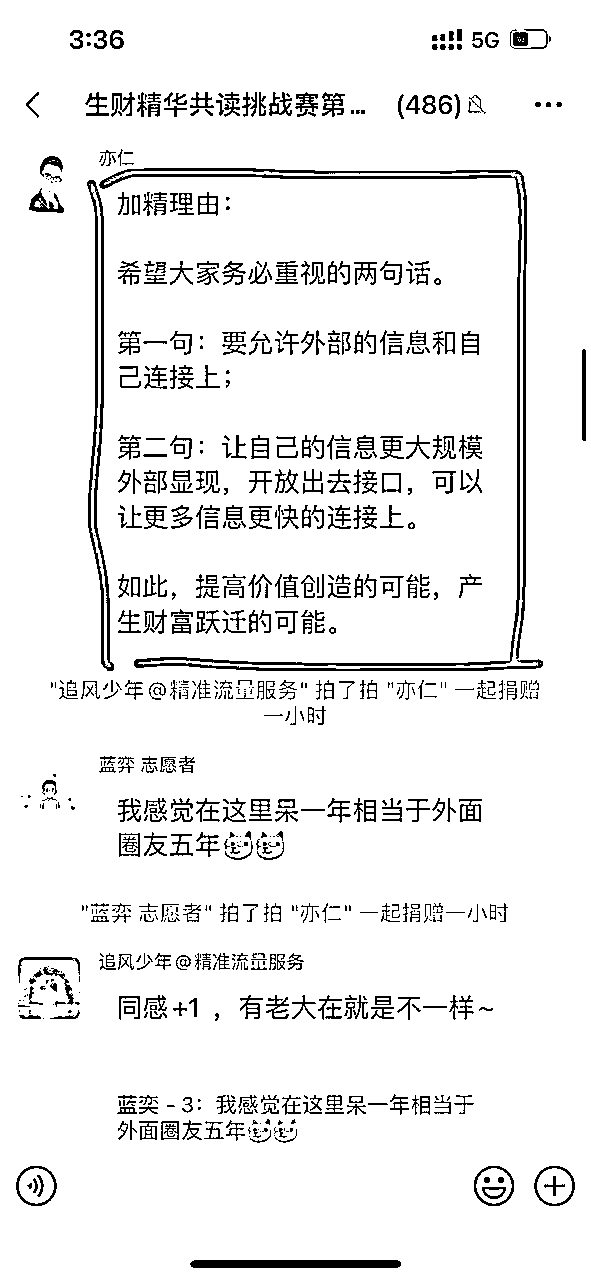 3:36
5G
生财精华共读挑战赛第... (486)
亦仁
加精理由：
希望大家务必重视的两句话。
第一句：要允许外部的信息和自
己连接上；
第二句：让自己的信息更大规模
外部显现，开放出去接口，可以
让更多信息更快的连接上。
如此，提高价值创造的可能，产
生财富跃迁的可能。
"追风少年@精准流量服务" 拍了拍 "亦仁" 一起捐赠
一小时
蓝弈 志愿者
我感觉在这里呆一年相当于外面
圈友五年
"蓝弈 志愿者" 拍了拍 "亦仁" 一起捐赠一小时
追风少年@精准流量服务
同感+1 ，有老大在就是不一样~
蓝奕 - 3：我感觉在这里呆一年相当于
外面圈友五年